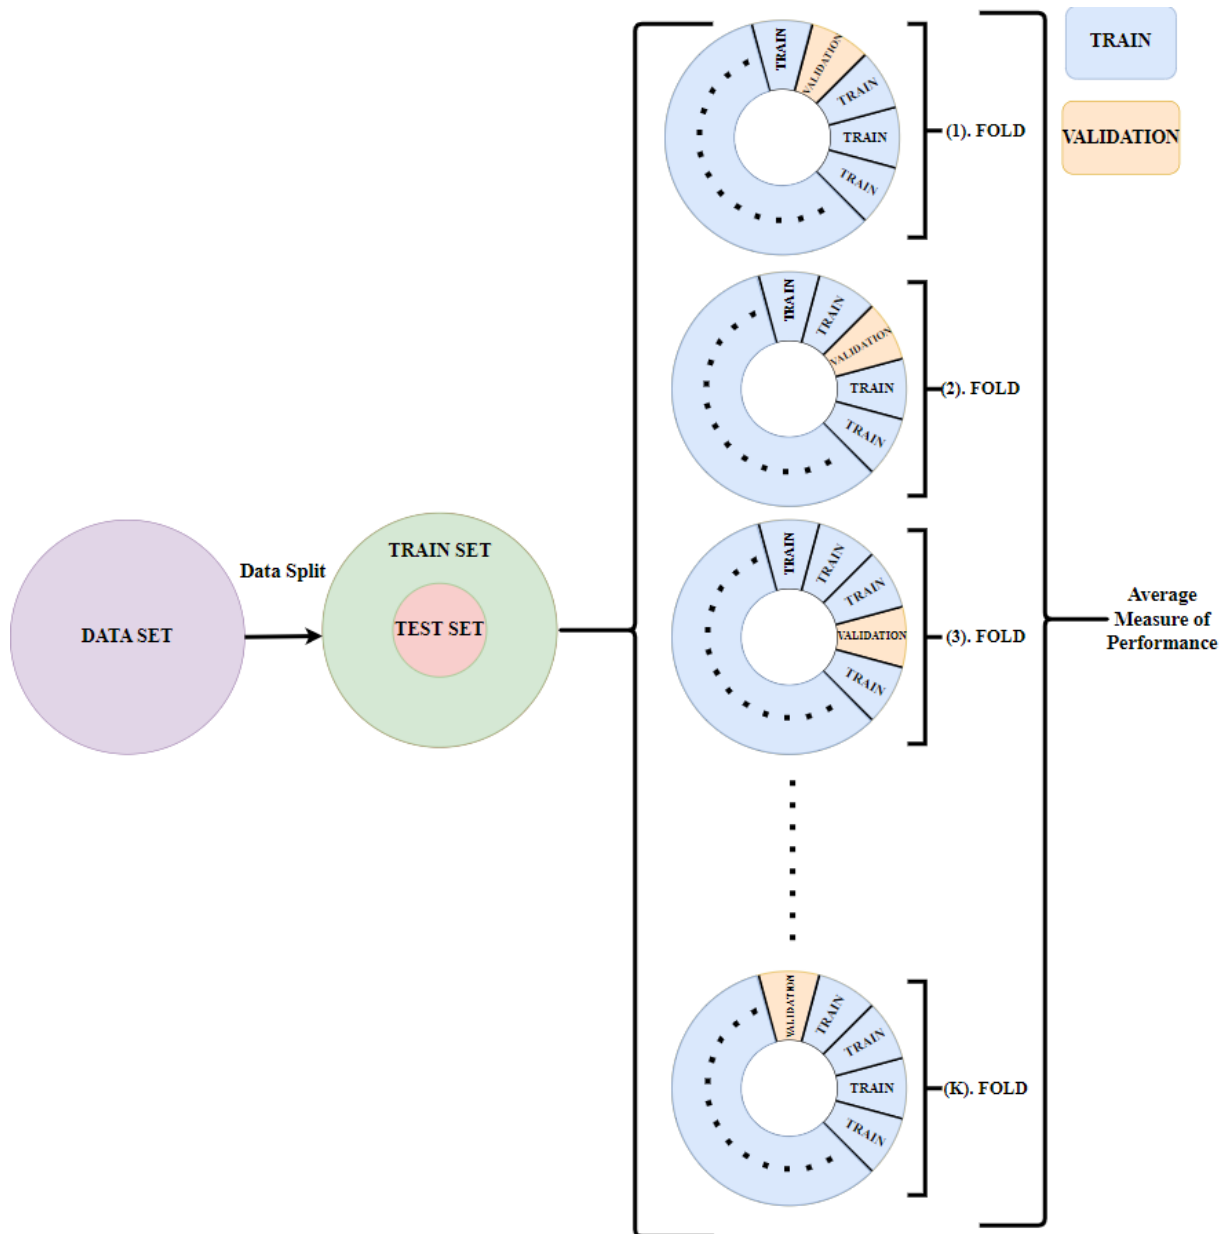 TRAIN
VALIDATION
TRAIN
VALIDATION
TRAIN
TRAIN
TRAIN
(1). FOLD
TRAIN
TRAIN
VALIDATION
TRAIN
TRAIN
(2). FOLD
DATA SET
Data Split
TRAIN SET
TEST SET
TRAIN
TRAIN
TRAIN
VALIDATION
TRAIN
(3). FOLD
Average
Measure of
Performance
VALIDATION
TRAIN
TRAIN
TRAIN
TRAIN
(K). FOLD